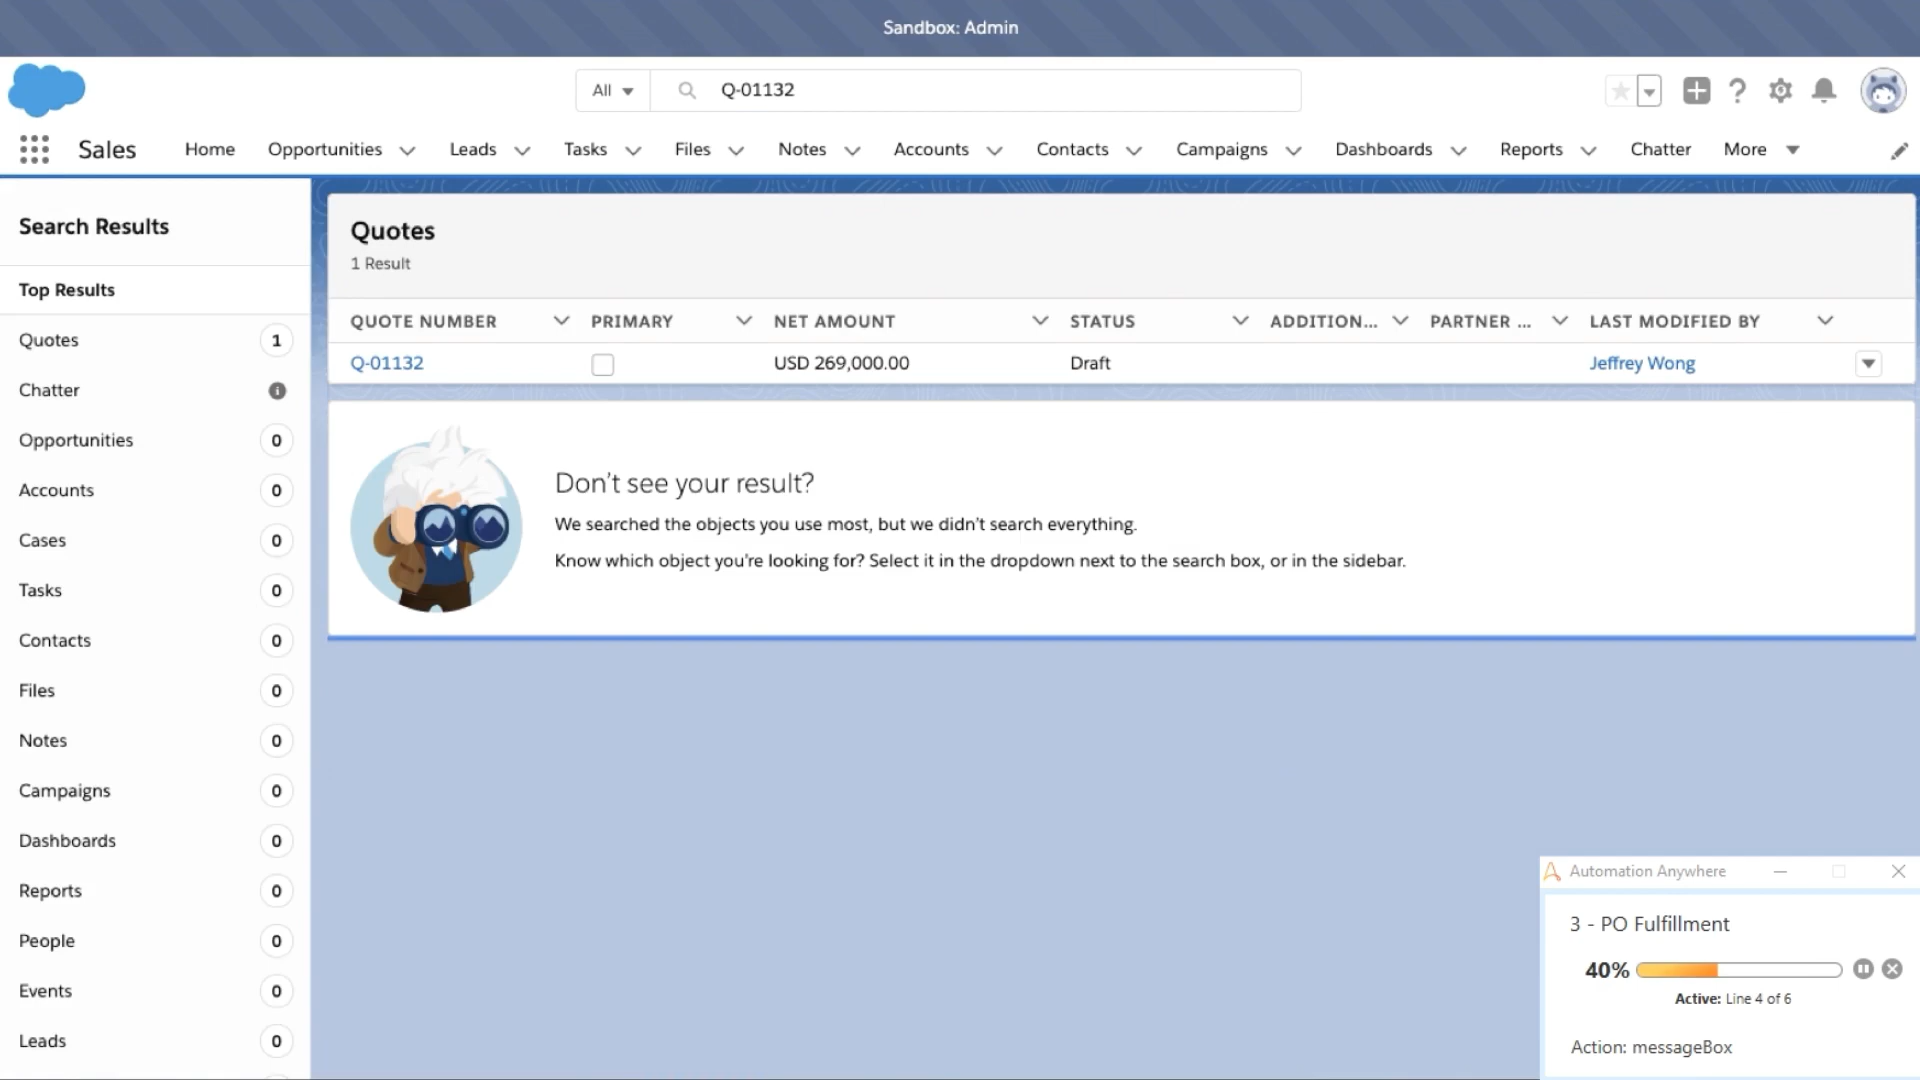 Sandbox: Admin
All
Q-01132
Sales Home Opportunities Leads Tasks Files Notes Accounts Contacts Campaigns Dashboards Reports Chatter More
Search Results
Top Results
Quotes 1
Chatter
Opportunities 0
Accounts 0
Cases 0
Tasks 0
Contacts 0
Files 0
Notes 0
Campaigns 0
Dashboards 0
Reports 0
People 0
Events 0
Leads 0
Quotes
1 Result
QUOTE NUMBER PRIMARY NET AMOUNT STATUS ADDITION... PARTNER ... LAST MODIFIED BY
Q-01132 USD 269,000.00 Draft Jeffrey Wong
Don't see your result?
We searched the objects you use most, but we didn't search everything.
Know which object you're looking for? Select it in the dropdown next to the search box, or in the sidebar.
Automation Anywhere
3 - PO Fulfillment
40%
Active: Line 4 of 6
Action: messageBox